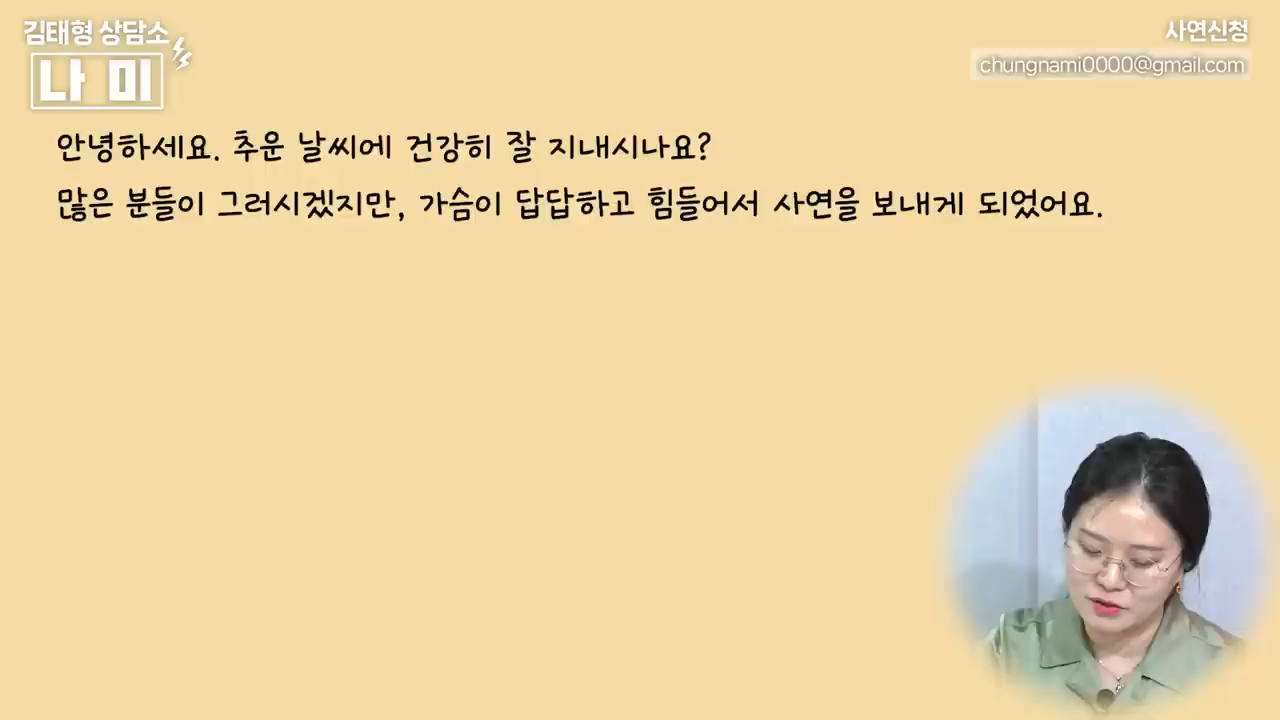 김태형 상담소
나 미
사연신청
chungnami0000@gmail.com
안녕하세요. 추운 날씨에 건강히 잘 지내시나요?
많은 분들이 그러시겠지만, 가슴이 답답하고 힘들어서 사연을 보내게 되었어요.